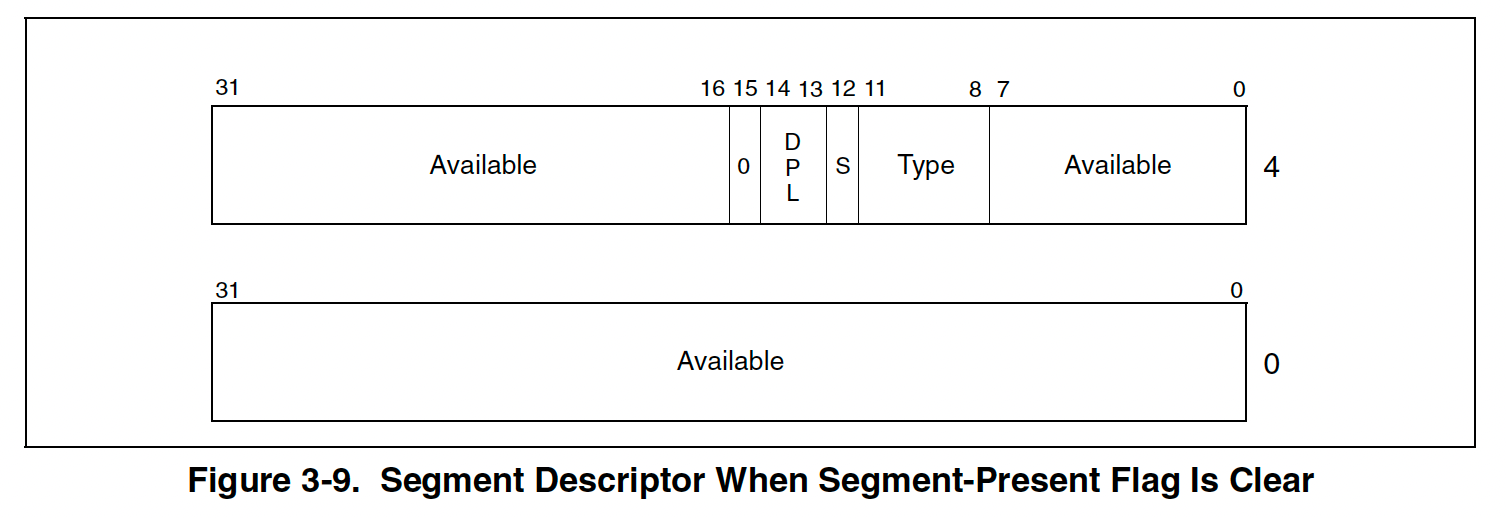 31 16 15 14 13 12 11 8 7 0
Available 0 DPL S Type Available 4
31 0
Available 0
Figure 3-9. Segment Descriptor When Segment-Present Flag Is Clear